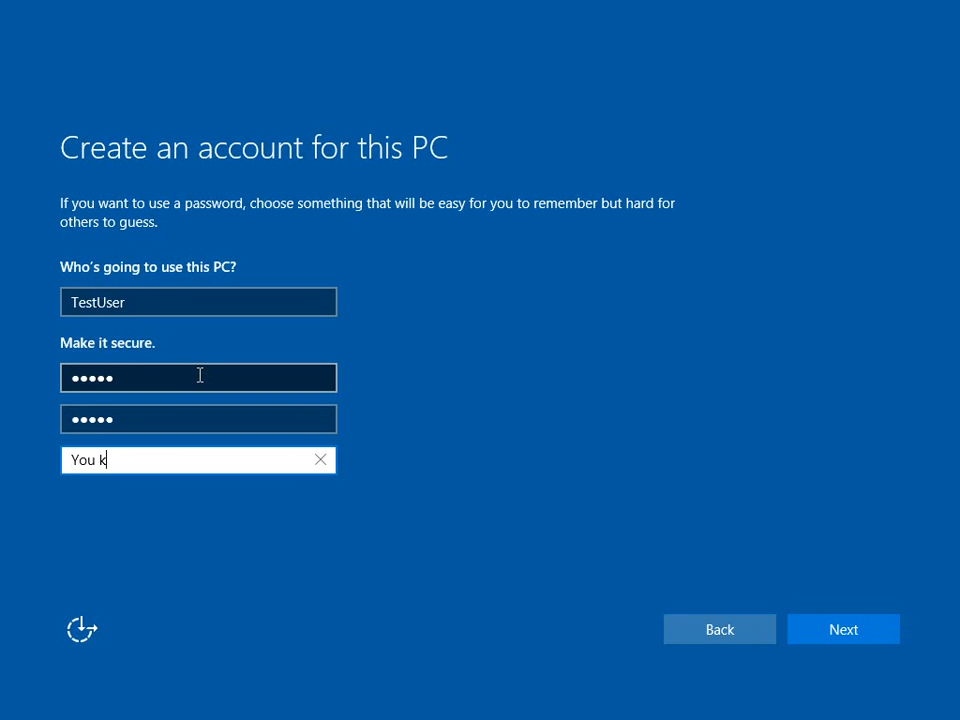 Create an account for this PC
If you want to use a password, choose something that will be easy for you to remember but hard for
others to guess.
Who's going to use this PC?
TestUser
Make it secure.
●●●●●
●●●●●
You k
Back
Next